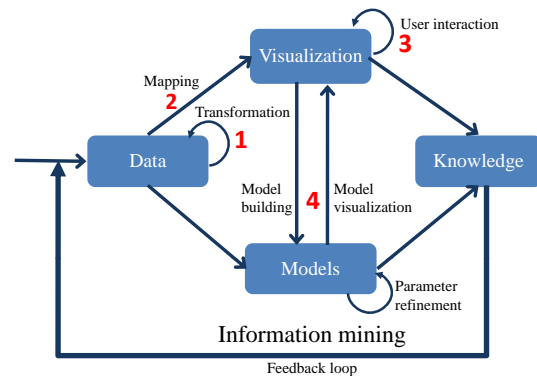 User interaction
3
Visualization
Mapping
2
Transformation
1
Data
Knowledge
Model
building
4
Model
visualization
Models
Parameter
refinement
Information mining
Feedback loop